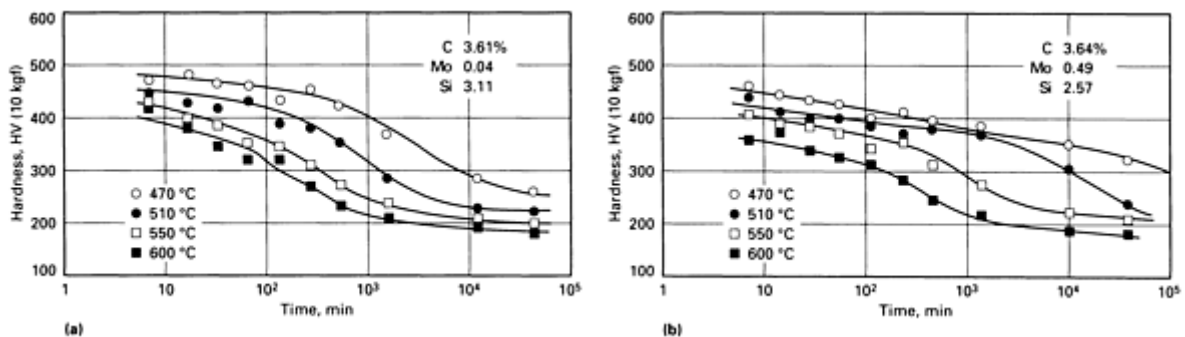 600
500
400
300
200
100
Hardness, HV (10 kgf)
C 3.61%
Mo 0.04
Si 3.11
470 °C
510 °C
550 °C
600 °C
1 10 10² 10³ 10⁴ 10⁵
Time, min
(a)
600
500
400
300
200
100
Hardness, HV (10 kgf)
C 3.64%
Mo 0.49
Si 2.57
470 °C
510 °C
550 °C
600 °C
1 10 10² 10³ 10⁴ 10⁵
Time, min
(b)